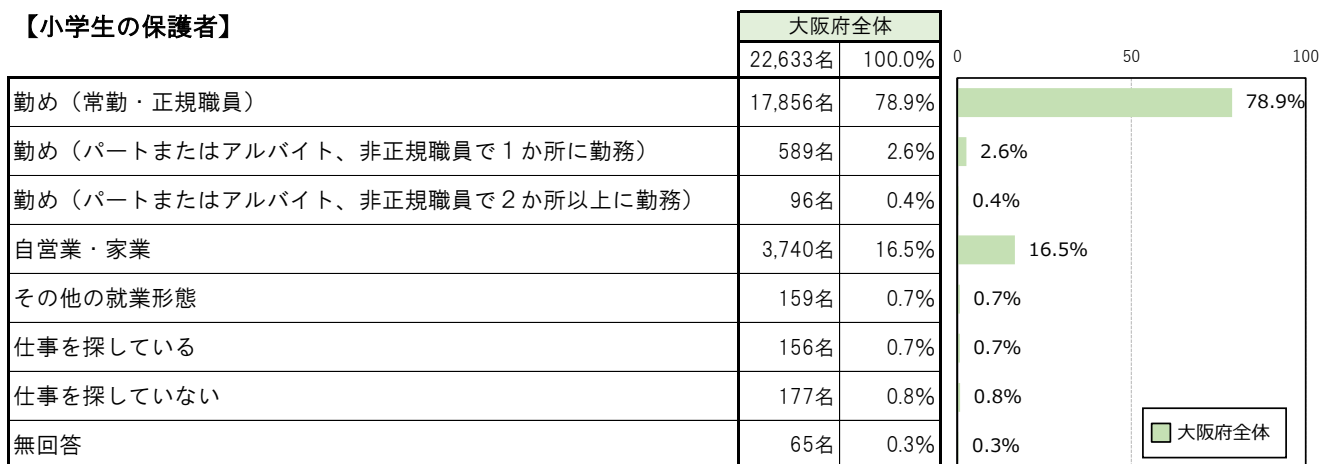 【小学生の保護者】 大阪府全体
22,633名 100.0% 0 50 100
勤め（常勤・正規職員） 17,856名 78.9% 78.9%
勤め（パートまたはアルバイト、非正規職員で１か所に勤務） 589名 2.6% 2.6%
勤め（パートまたはアルバイト、非正規職員で２か所以上に勤務） 96名 0.4% 0.4%
自営業・家業 3,740名 16.5% 16.5%
その他の就業形態 159名 0.7% 0.7%
仕事を探している 156名 0.7% 0.7%
仕事を探していない 177名 0.8% 0.8%
無回答 65名 0.3% 0.3%
大阪府全体